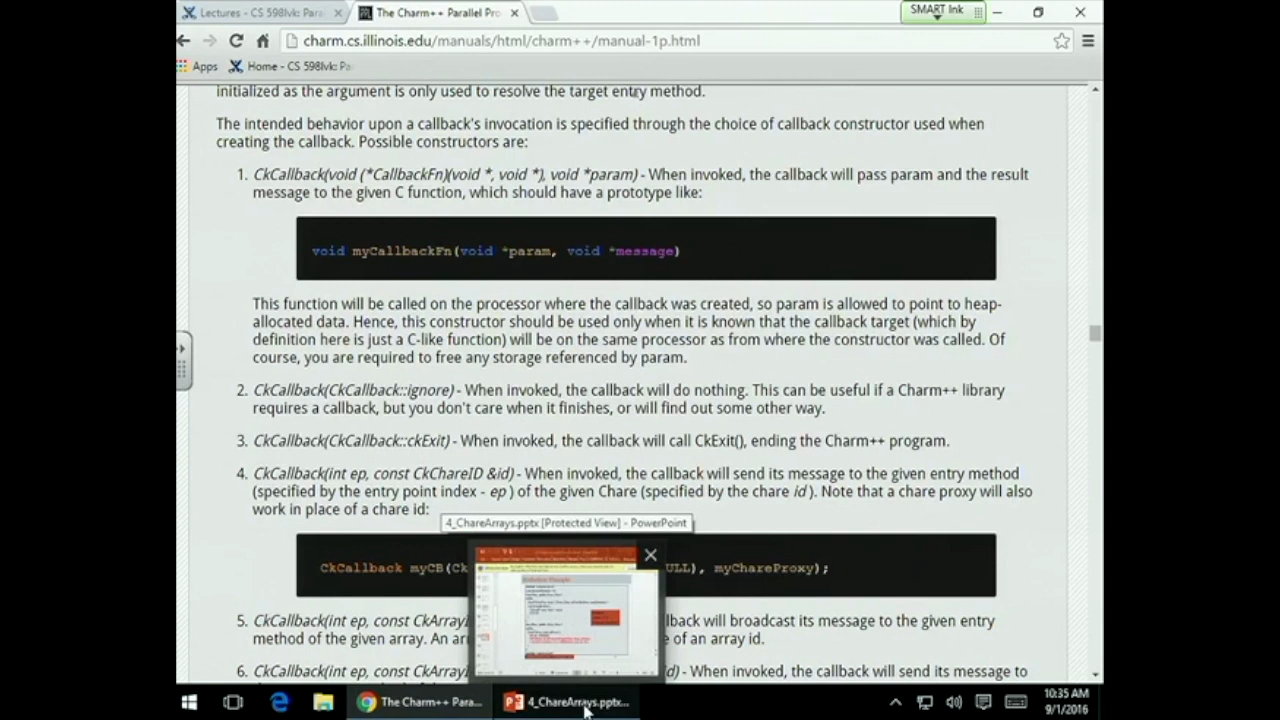 Lectures - CS 598lvk: Para
The Charm++ Parallel Pro
SMART Ink
charm.cs.illinois.edu/manuals/html/charm++/manual-1p.html
Apps
Home - CS 598lvk: Pa
initialized as the argument is only used to resolve the target entry method.
The intended behavior upon a callback's invocation is specified through the choice of callback constructor used when
creating the callback. Possible constructors are:
1. CkCallback(void (*CallbackFn)(void *, void *), void *param) - When invoked, the callback will pass param and the result
message to the given C function, which should have a prototype like:
void myCallbackFn(void *param, void *message)
This function will be called on the processor where the callback was created, so param is allowed to point to heap-
allocated data. Hence, this constructor should be used only when it is known that the callback target (which by
definition here is just a C-like function) will be on the same processor as from where the constructor was called. Of
course, you are required to free any storage referenced by param.
2. CkCallback(CkCallback::ignore) - When invoked, the callback will do nothing. This can be useful if a Charm++ library
requires a callback, but you don't care when it finishes, or will find out some other way.
3. CkCallback(CkCallback::ckExit) - When invoked, the callback will call CkExit(), ending the Charm++ program.
4. CkCallback(int ep, const CkChareID &id) - When invoked, the callback will send its message to the given entry method
(specified by the entry point index - ep ) of the given Chare (specified by the chare id ). Note that a chare proxy will also
work in place of a chare id:
4_ChareArrays.pptx [Protected View] - PowerPoint
CkCallback myCB(Ck ULL), myChareProxy);
5. CkCallback(int ep, const CkArray lback will broadcast its message to the given entry
method of the given array. An arr e of an array id.
6. CkCallback(int ep, const CkArrayI id) - When invoked, the callback will send its message to
The Charm++ Para...
4_ChareArrays.pptx...
10:35 AM
9/1/2016